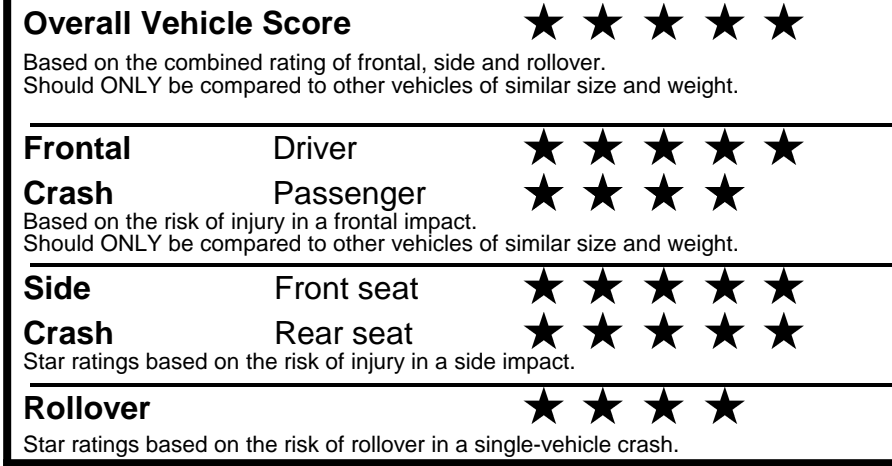 Overall Vehicle Score ★ ★ ★ ★ ★
Based on the combined rating of frontal, side and rollover.
Should ONLY be compared to other vehicles of similar size and weight.
Frontal Driver ★ ★ ★ ★ ★
Crash Passenger ★ ★ ★ ★
Based on the risk of injury in a frontal impact.
Should ONLY be compared to other vehicles of similar size and weight.
Side Front seat ★ ★ ★ ★ ★
Crash Rear seat ★ ★ ★ ★ ★
Star ratings based on the risk of injury in a side impact.
Rollover ★ ★ ★ ★
Star ratings based on the risk of rollover in a single-vehicle crash.